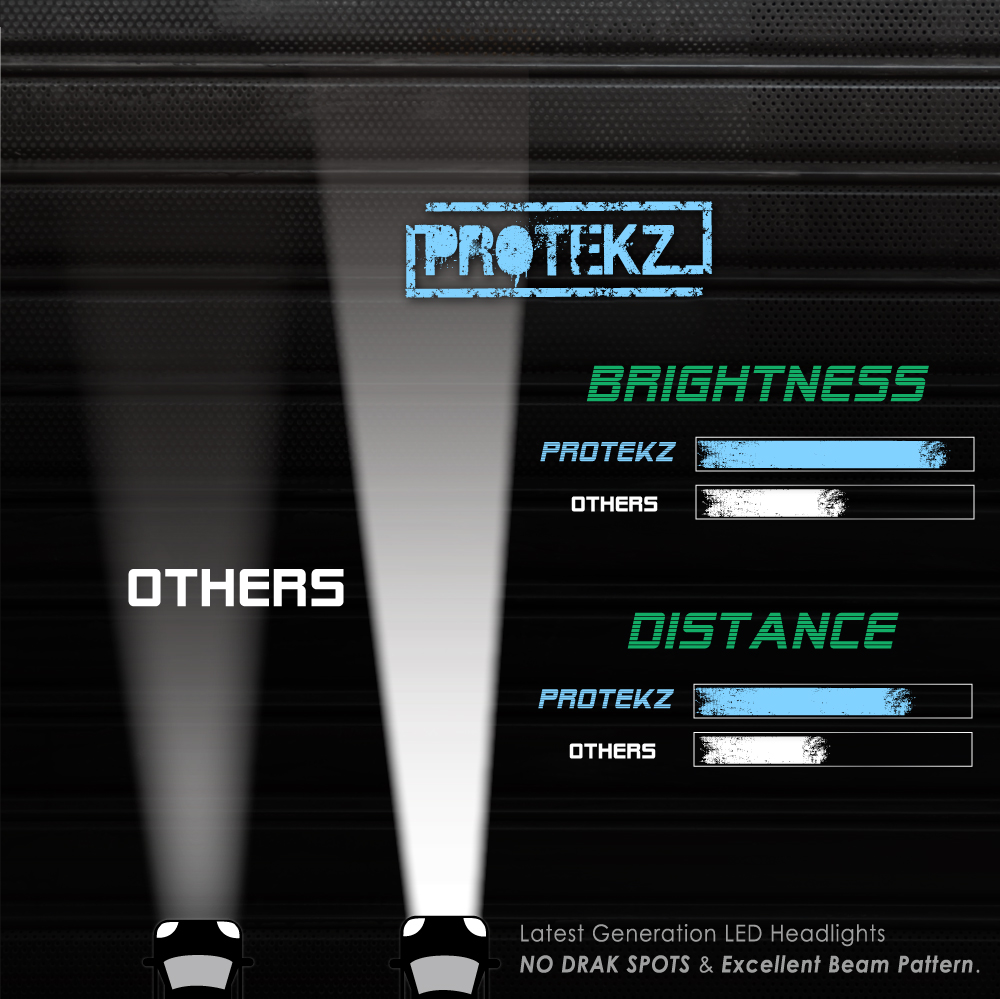 PROTEKZ
BRIGHTNESS
PROTEKZ
OTHERS
OTHERS
DISTANCE
PROTEKZ
OTHERS
Latest Generation LED Headlights
NO DRAK SPOTS & Excellent Beam Pattern.